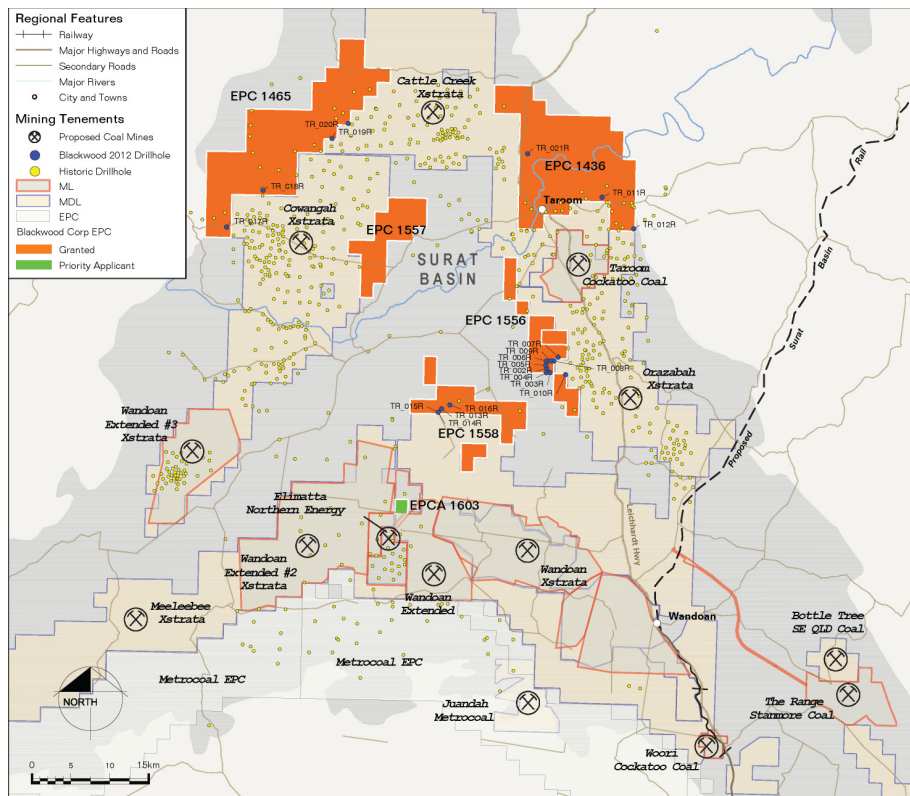 Regional Features
Railway
Major Highways and Roads
Secondary Roads
Major Rivers
City and Towns
Mining Tenements
Proposed Coal Mines
Blackwood 2012 Drillhole
Historic Drillhole
ML
MDL
EPC
Blackwood Corp EPC
Granted
Priority Applicant
EPC 1465
Cattle Creek
Xstrata
TR_020R
TR_019R
TR_021R
EPC 1436
TR_018R
TR_011R
Taroom
TR_017R
TR_012R
Cowangah
Xstrata
EPC 1557
SURAT
BASIN
Taroom
Cockatoo Coal
Proposed Surat Basin Rail
EPC 1556
TR_007R
TR_009R
TR_006R
TR_005R
TR_002R
TR_004R
TR_003R
TR_010R
TR_008R
Orazabah
Xstrata
TR_015R
TR_016R
TR_013R
TR_014R
EPC 1558
Wandoan
Extended #3
Xstrata
Elimatta
Northern Energy
EPCA 1603
Leichhardt Hwy
Wandoan
Extended #2
Xstrata
Wandoan
Xstrata
Wandoan
Extended
Meeleebee
Xstrata
Wandoan
Bottle Tree
SE QLD Coal
Metrocoal EPC
Metrocoal EPC
NORTH
Juandah
Metrocoal
The Range
Stanmore Coal
Woori
Cockatoo Coal
0 5 10 15km